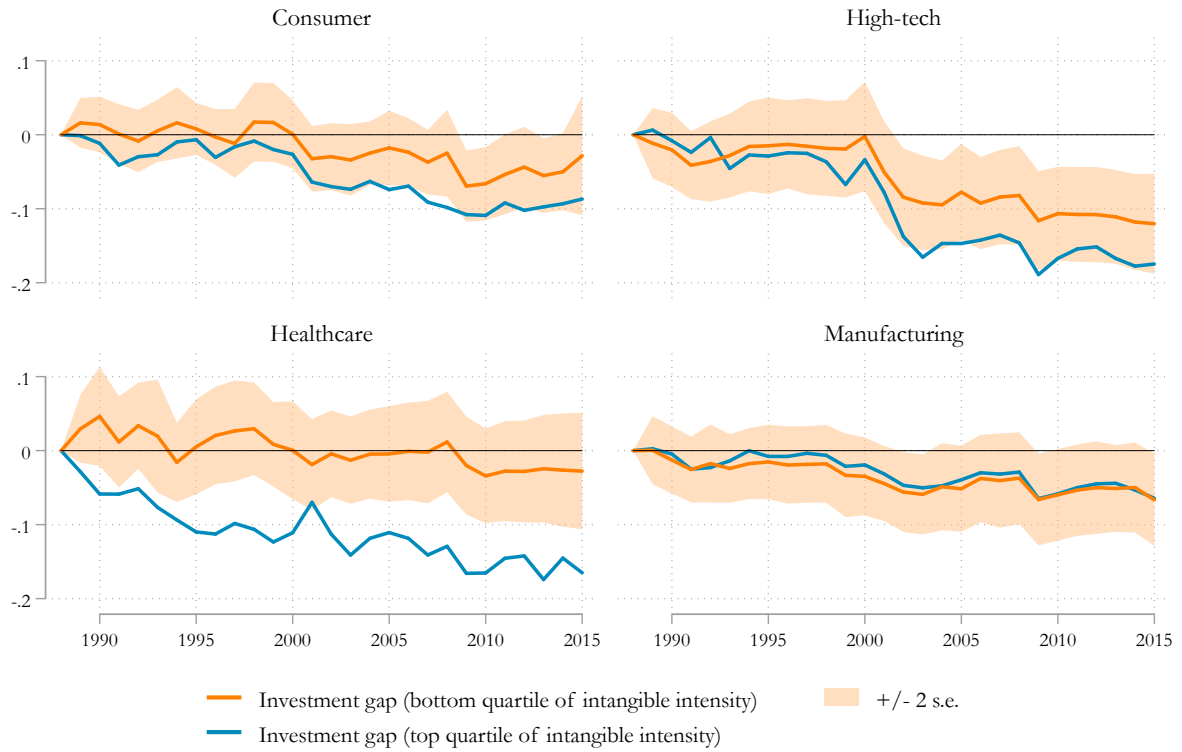 Consumer
High-tech
.1
0
-.1
-.2
Healthcare
Manufacturing
.1
0
-.1
-.2
1990 1995 2000 2005 2010 2015
1990 1995 2000 2005 2010 2015
Investment gap (bottom quartile of intangible intensity)
+/- 2 s.e.
Investment gap (top quartile of intangible intensity)